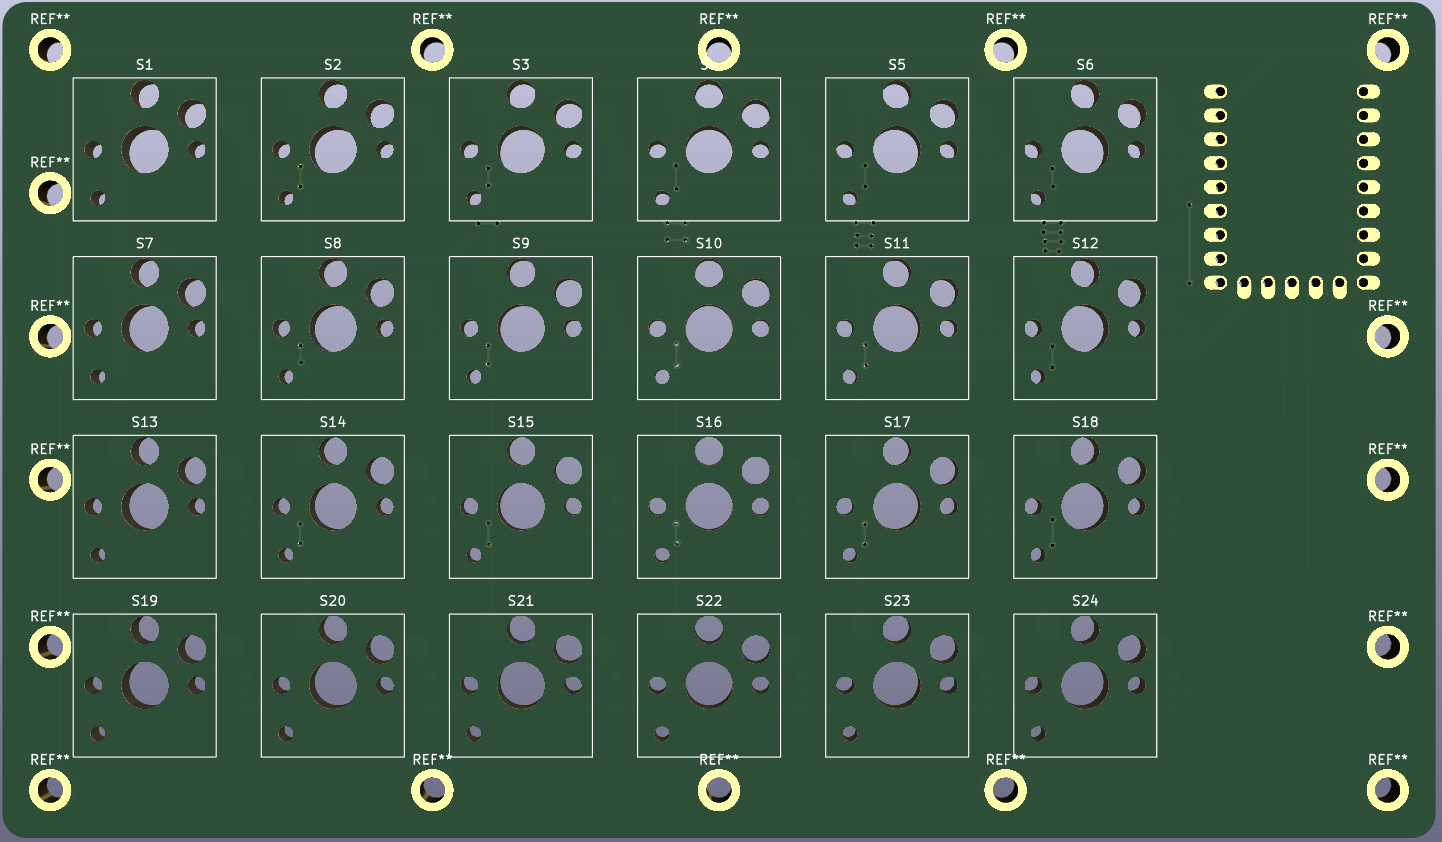 REF** REF** REF** REF** REF**
S1 S2 S3 S5 S6
REF**
S7 S8 S9 S10 S11 S12
REF**
S13 S14 S15 S16 S17 S18
REF** REF**
REF** REF**
S19 S20 S21 S22 S23 S24
REF** REF**
REF** REF** REF** REF** REF**